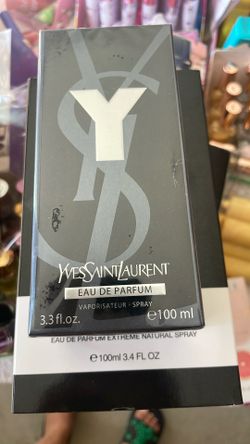 YSL
Y
YVESSAINTLAURENT
EAU DE PARFUM
VAPORISATEUR - SPRAY
3.3 fl.oz. ℮100 ml
EAU DE PARFUM EXTREME NATURAL SPRAY
℮100ml 3.4 FL OZ